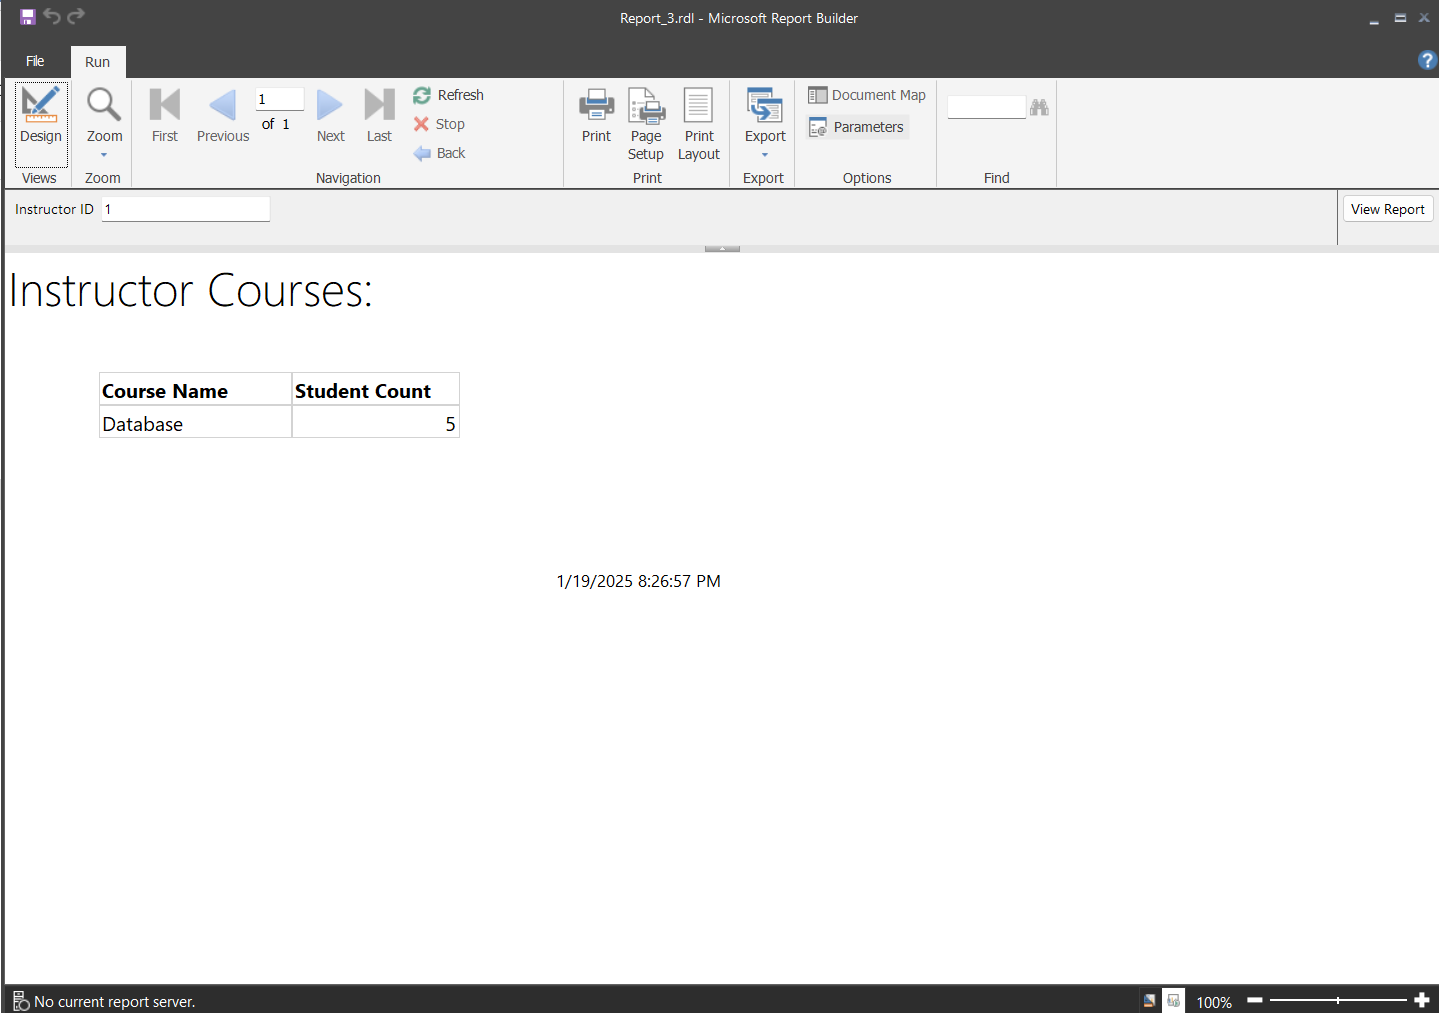 Report_3.rdl - Microsoft Report Builder
File
Run
?
Design
Zoom
First
Previous
1
of 1
Next
Last
Refresh
Stop
Back
Print
Page Setup
Print Layout
Export
Document Map
Parameters
Views
Zoom
Navigation
Print
Export
Options
Find
Instructor ID
1
View Report
Instructor Courses:
Course Name Student Count
Database 5
1/19/2025 8:26:57 PM
No current report server.
100%